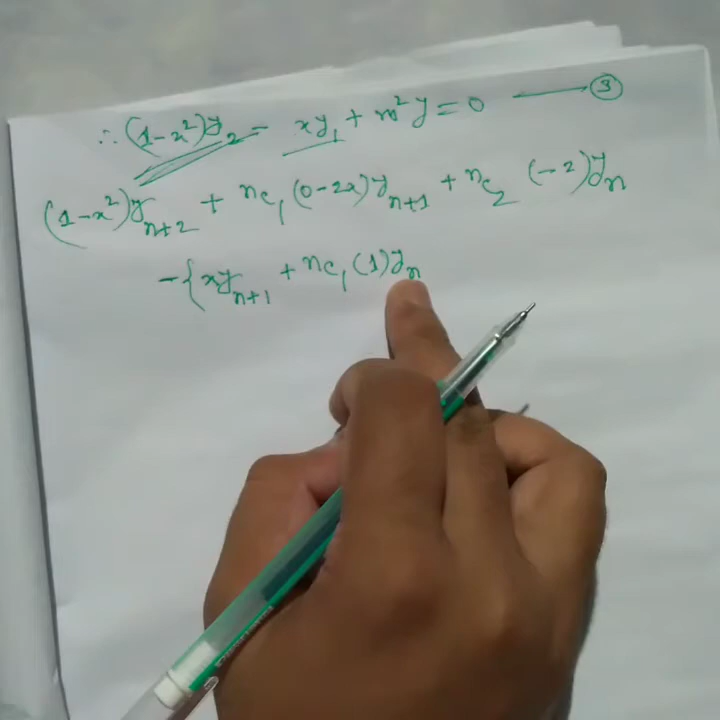 ∴ (1-x²)y₂ - xy₁ + m²y = 0 ——→ ③
(1-x²)yₙ₊₂ + nc₁(0-2x)yₙ₊₁ + nc₂ (-2)yₙ
-{xyₙ₊₁ + nc₁(1)yₙ